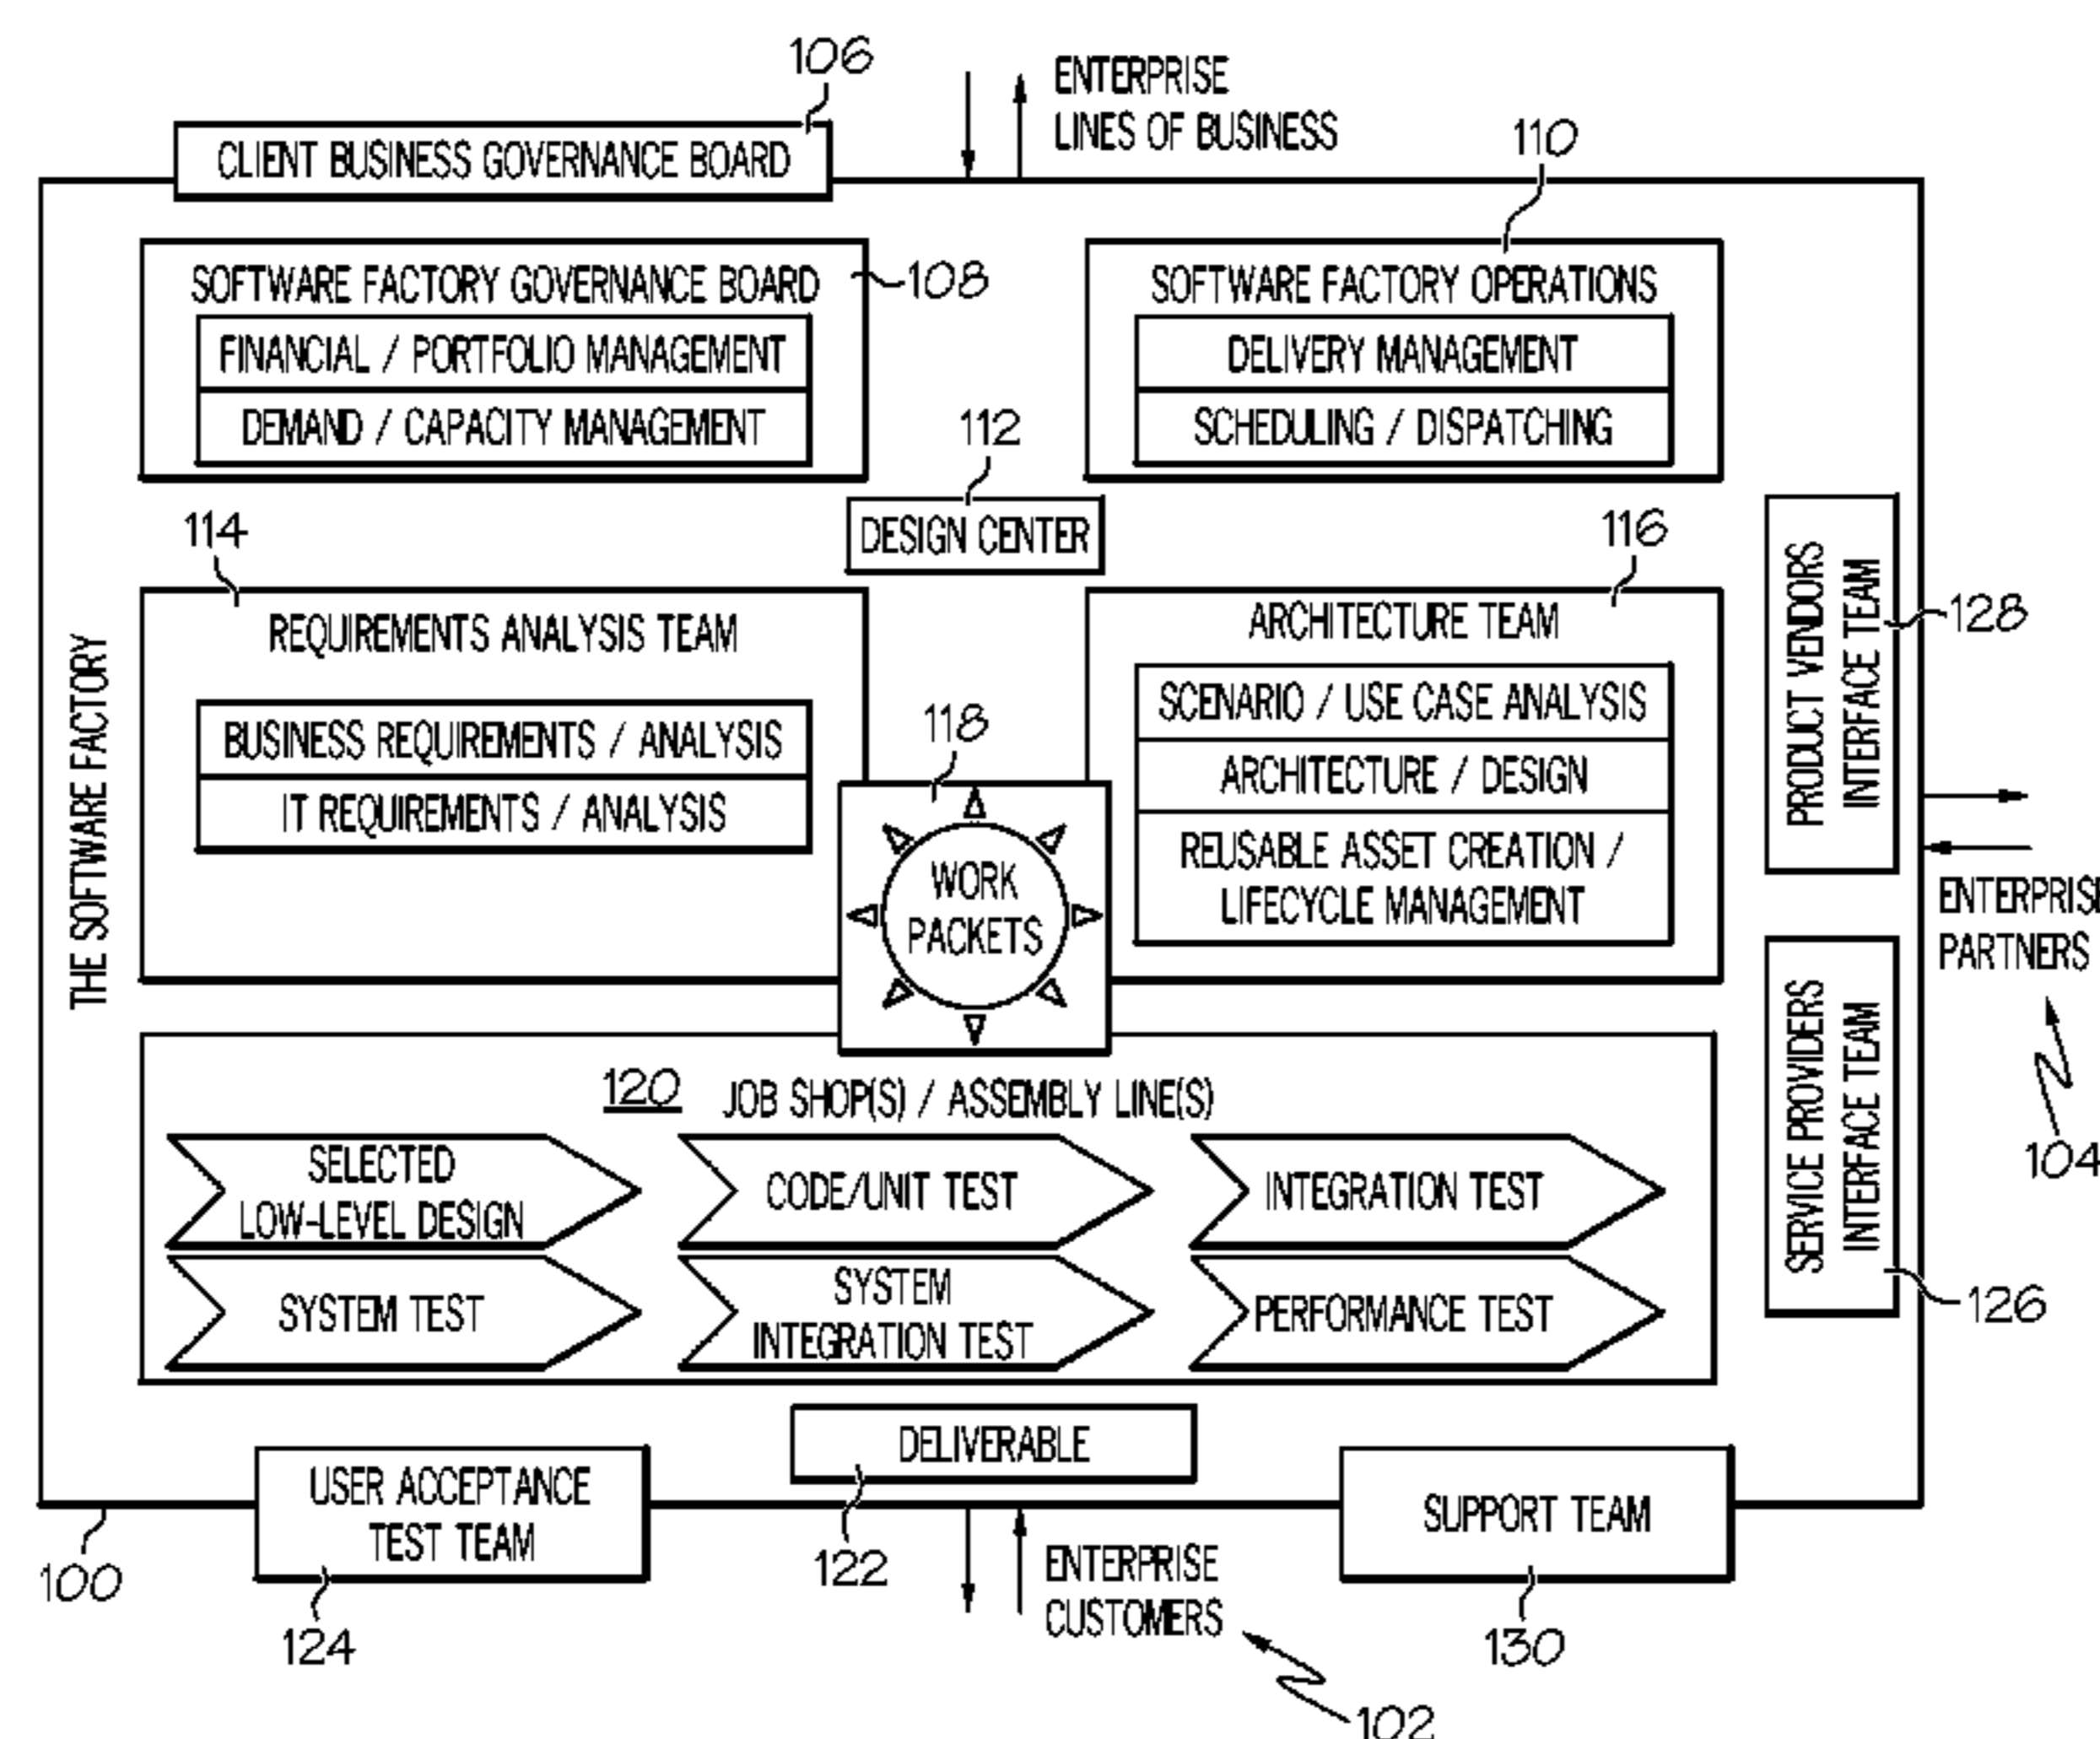 106
ENTERPRISE
LINES OF BUSINESS
CLIENT BUSINESS GOVERNANCE BOARD
110
SOFTWARE FACTORY GOVERNANCE BOARD
108
FINANCIAL / PORTFOLIO MANAGEMENT
DEMAND / CAPACITY MANAGEMENT
SOFTWARE FACTORY OPERATIONS
DELIVERY MANAGEMENT
SCHEDULING / DISPATCHING
112
DESIGN CENTER
114
REQUIREMENTS ANALYSIS TEAM
BUSINESS REQUIREMENTS / ANALYSIS
IT REQUIREMENTS / ANALYSIS
116
ARCHITECTURE TEAM
SCENARIO / USE CASE ANALYSIS
ARCHITECTURE / DESIGN
REUSABLE ASSET CREATION /
LIFECYCLE MANAGEMENT
118
WORK
PACKETS
THE SOFTWARE FACTORY
PRODUCT VENDORS
INTERFACE TEAM
128
ENTERPRISE
PARTNERS
104
SERVICE PROVIDERS
INTERFACE TEAM
126
120
JOB SHOP(S) / ASSEMBLY LINE(S)
SELECTED
LOW-LEVEL DESIGN
CODE/UNIT TEST
INTEGRATION TEST
SYSTEM TEST
SYSTEM
INTEGRATION TEST
PERFORMANCE TEST
DELIVERABLE
122
USER ACCEPTANCE
TEST TEAM
SUPPORT TEAM
100
124
ENTERPRISE
CUSTOMERS
130
102